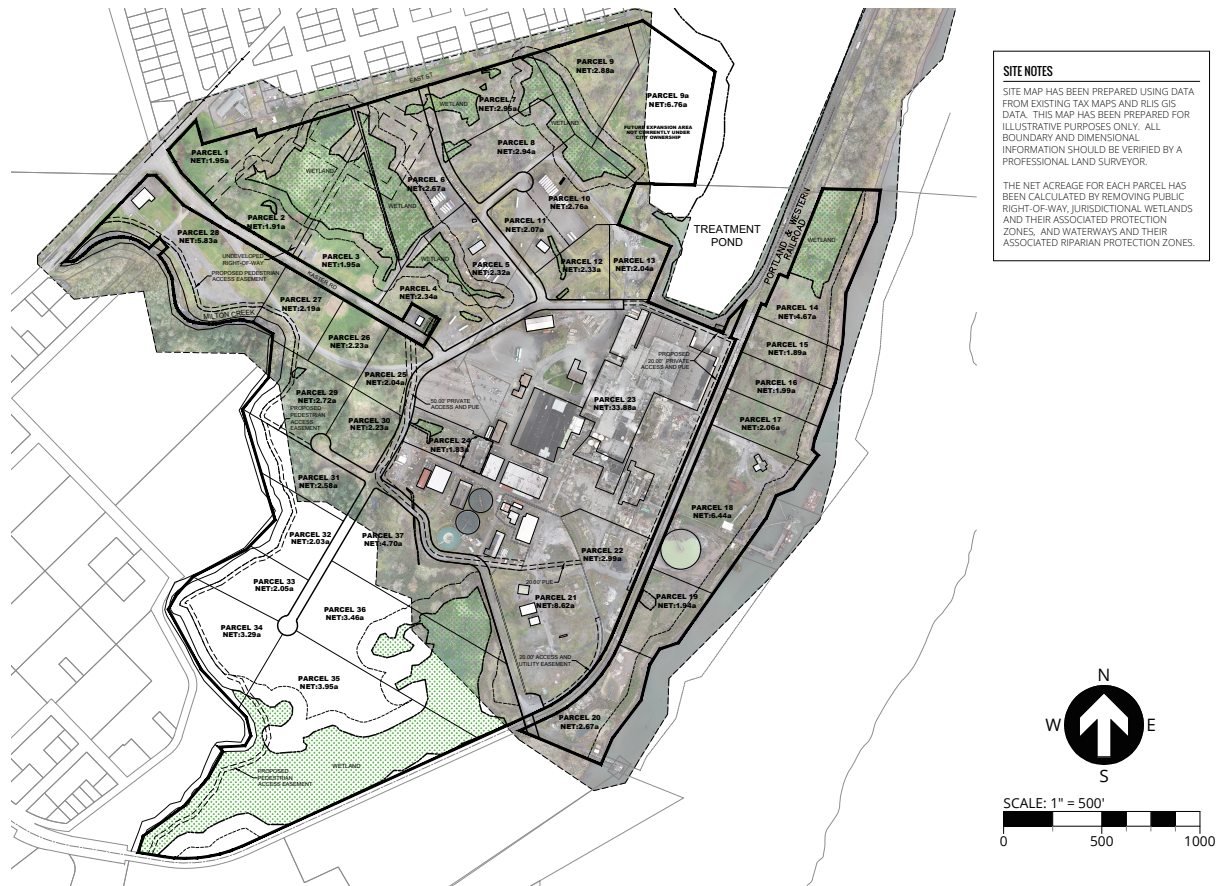 EAST ST
PARCEL 9
NET:2.88a
PARCEL 9a
NET:6.76a
FUTURE EXPANSION AREA
NOT CURRENTLY UNDER
CITY OWNERSHIP
WETLAND
PARCEL 7
NET:2.95a
WETLAND
PARCEL 8
NET:2.94a
PARCEL 1
NET:1.95a
WETLAND
PARCEL 6
NET:2.67a
PARCEL 10
NET:2.76a
WETLAND
PARCEL 2
NET:1.91a
PARCEL 11
NET:2.07a
PARCEL 28
NET:5.83a
TREATMENT
POND
PORTLAND & WESTERN
RAILROAD
WETLAND
UNDEVELOPED
RIGHT-OF-WAY
PARCEL 3
NET:1.95a
WETLAND
PARCEL 5
NET:2.32a
PARCEL 12
NET:2.33a
PARCEL 13
NET:2.04a
PROPOSED PEDESTRIAN
ACCESS EASEMENT
KASTER RD
PARCEL 4
NET:2.34a
PARCEL 27
NET:2.19a
MILTON CREEK
PARCEL 14
NET:4.67a
PARCEL 26
NET:2.23a
PARCEL 15
NET:1.89a
PROPOSED
20.00' PRIVATE
ACCESS AND PUE
PARCEL 25
NET:2.04a
PARCEL 16
NET:1.99a
PARCEL 29
NET:2.72a
PROPOSED
PEDESTRIAN
ACCESS
EASEMENT
50.00' PRIVATE
ACCESS AND PUE
PARCEL 23
NET:33.88a
PARCEL 30
NET:2.23a
PARCEL 17
NET:2.06a
PARCEL 24
NET:1.83a
PARCEL 31
NET:2.58a
PARCEL 18
NET:6.44a
PARCEL 32
NET:2.03a
PARCEL 37
NET:4.70a
PARCEL 22
NET:2.99a
PARCEL 33
NET:2.05a
20.00' PUE
PARCEL 21
NET:8.62a
PARCEL 19
NET:1.94a
PARCEL 36
NET:3.46a
PARCEL 34
NET:3.29a
20.00' ACCESS AND
UTILITY EASEMENT
PARCEL 35
NET:3.95a
PARCEL 20
NET:2.67a
WETLAND
PROPOSED
PEDESTRIAN
ACCESS EASEMENT
SITE NOTES
SITE MAP HAS BEEN PREPARED USING DATA
FROM EXISTING TAX MAPS AND RLIS GIS
DATA. THIS MAP HAS BEEN PREPARED FOR
ILLUSTRATIVE PURPOSES ONLY. ALL
BOUNDARY AND DIMENSIONAL
INFORMATION SHOULD BE VERIFIED BY A
PROFESSIONAL LAND SURVEYOR.
THE NET ACREAGE FOR EACH PARCEL HAS
BEEN CALCULATED BY REMOVING PUBLIC
RIGHT-OF-WAY, JURISDICTIONAL WETLANDS
AND THEIR ASSOCIATED PROTECTION
ZONES, AND WATERWAYS AND THEIR
ASSOCIATED RIPARIAN PROTECTION ZONES.
N
W E
S
SCALE: 1" = 500'
0 500 1000